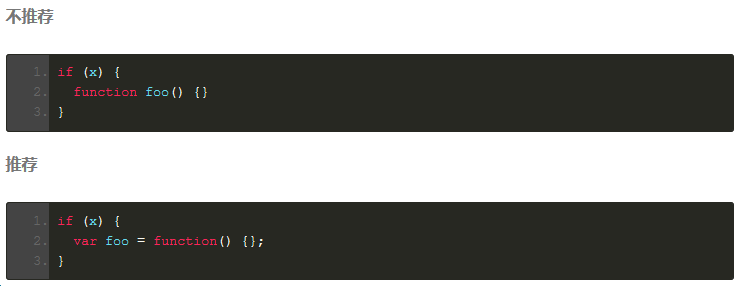 不推荐
1. if (x) {
2.   function foo() {}
3. }
推荐
1. if (x) {
2.   var foo = function() {};
3. }